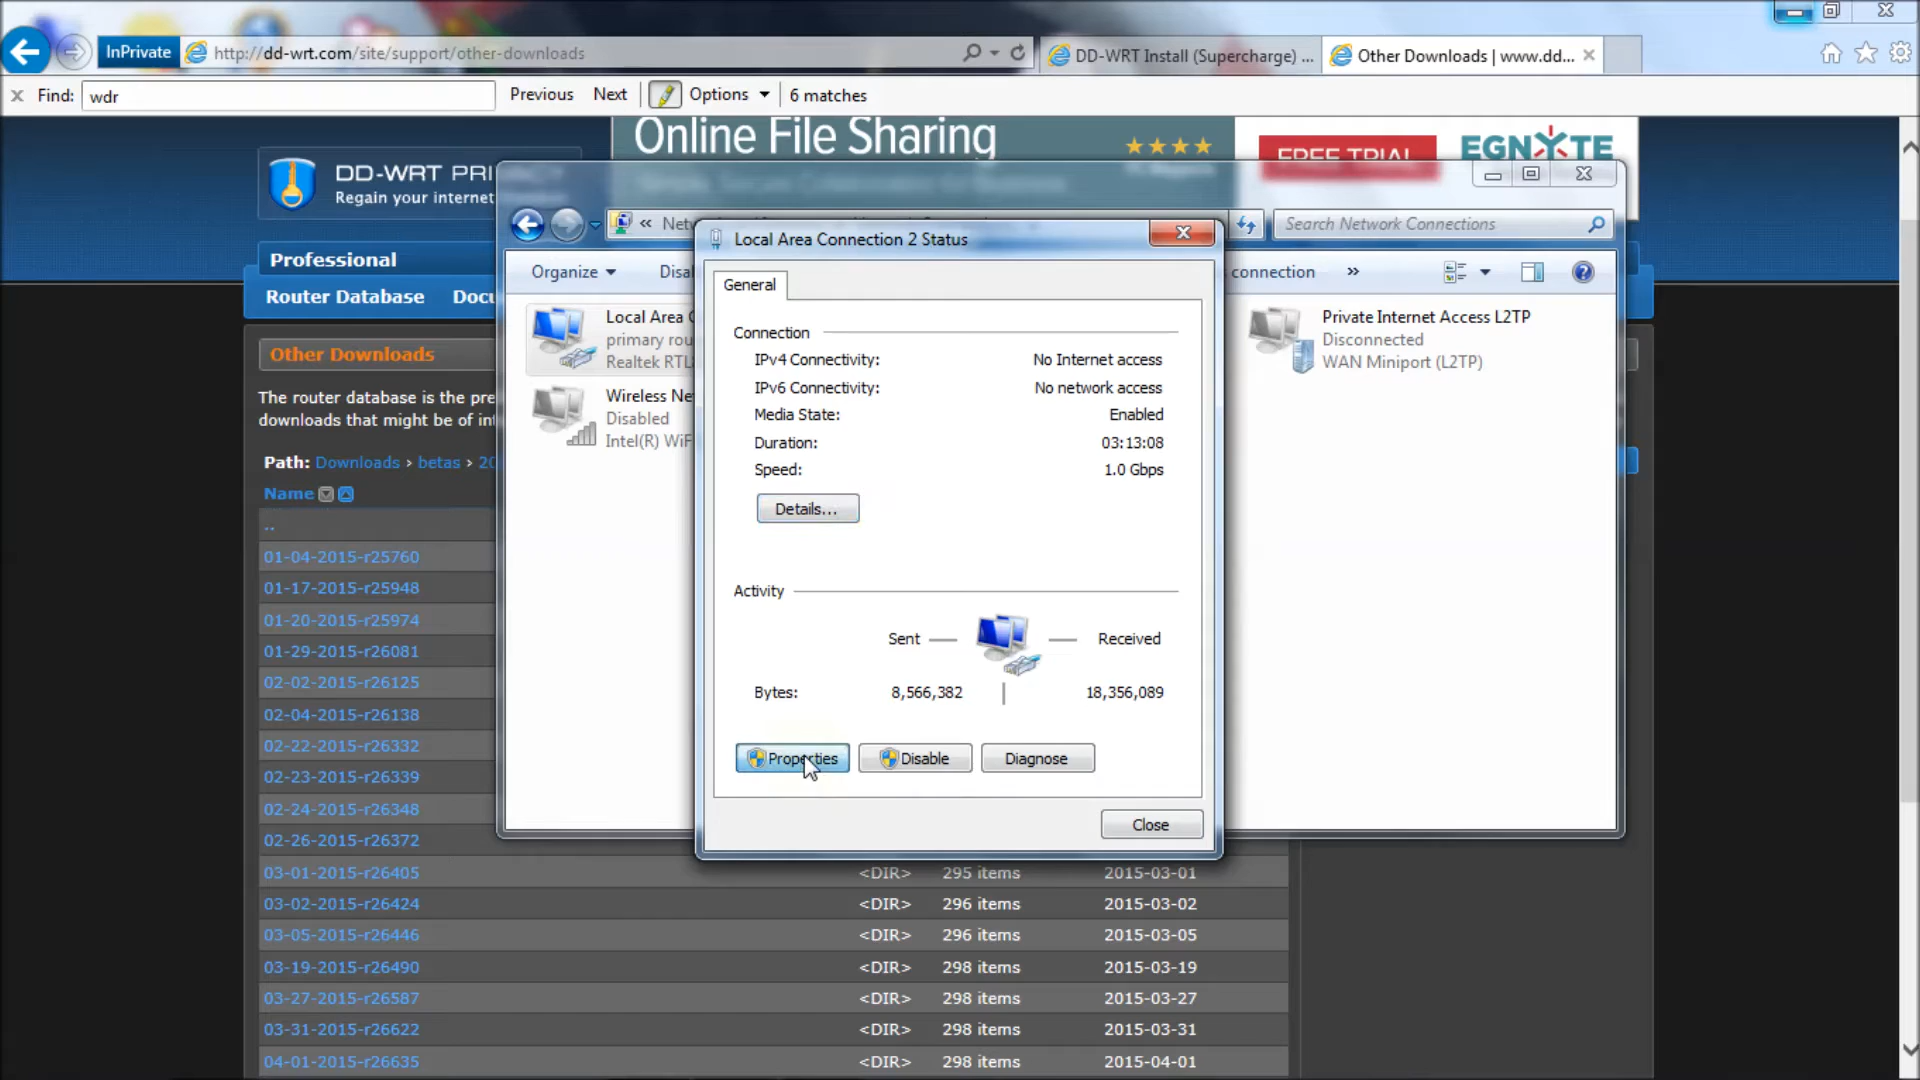 InPrivate
http://dd-wrt.com/site/support/other-downloads
DD-WRT Install (Supercharge) ...
Other Downloads | www.dd...
Find:
wdr
Previous
Next
Options
6 matches
Online File Sharing
FREE TRIAL
EGNYTE
DD-WRT PRI
Regain your internet
Professional
Router Database
Docu
Other Downloads
The router database is the pre
downloads that might be of int
Path: Downloads › betas › 20
Name
..
01-04-2015-r25760
01-17-2015-r25948
01-20-2015-r25974
01-29-2015-r26081
02-02-2015-r26125
02-04-2015-r26138
02-22-2015-r26332
02-23-2015-r26339
02-24-2015-r26348
02-26-2015-r26372
03-01-2015-r26405 <DIR> 295 items 2015-03-01
03-02-2015-r26424 <DIR> 296 items 2015-03-02
03-05-2015-r26446 <DIR> 296 items 2015-03-05
03-19-2015-r26490 <DIR> 298 items 2015-03-19
03-27-2015-r26587 <DIR> 298 items 2015-03-27
03-31-2015-r26622 <DIR> 298 items 2015-03-31
04-01-2015-r26635 <DIR> 298 items 2015-04-01
« Netw
Search Network Connections
Organize
Disal
connection
»
Local Area C
primary rou
Realtek RTL
Wireless Ne
Disabled
Intel(R) WiF
Private Internet Access L2TP
Disconnected
WAN Miniport (L2TP)
Local Area Connection 2 Status
General
Connection
IPv4 Connectivity: No Internet access
IPv6 Connectivity: No network access
Media State: Enabled
Duration: 03:13:08
Speed: 1.0 Gbps
Details...
Activity
Sent
Received
Bytes: 8,566,382 | 18,356,089
Properties
Disable
Diagnose
Close